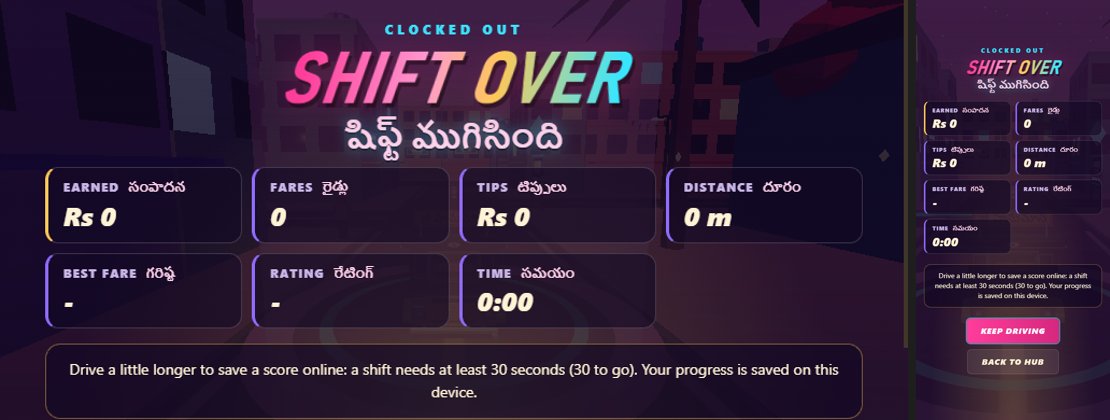 CLOCKED OUT
SHIFT OVER
షిఫ్ట్ ముగిసింది
EARNED సంపాదన
Rs 0
FARES రైడ్లు
0
TIPS టిప్పులు
Rs 0
DISTANCE దూరం
0 m
BEST FARE గరిష్ఠ
-
RATING రేటింగ్
-
TIME సమయం
0:00
Drive a little longer to save a score online: a shift needs at least 30 seconds (30 to go). Your progress is saved on this
device.
CLOCKED OUT
SHIFT OVER
షిఫ్ట్ ముగిసింది
EARNED సంపాదన
Rs 0
FARES రైడ్లు
0
TIPS టిప్పులు
Rs 0
DISTANCE దూరం
0 m
BEST FARE గరిష్ఠ
-
RATING రేటింగ్
-
TIME సమయం
0:00
Drive a little longer to save a score online: a shift
needs at least 30 seconds (30 to go). Your progress
is saved on this device.
KEEP DRIVING
BACK TO HUB